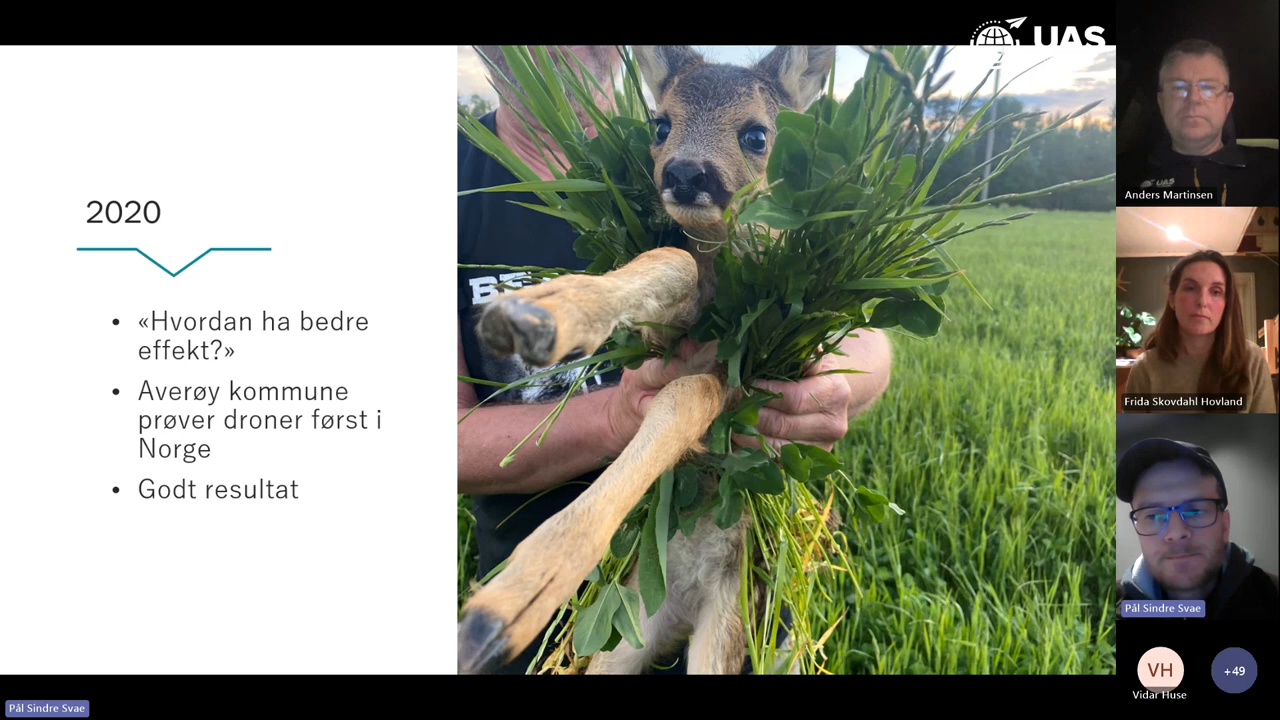 UAS
2020
• «Hvordan ha bedre
effekt?»
• Averøy kommune
prøver droner først i
Norge
• Godt resultat
Anders Martinsen
Frida Skovdahl Hovland
Pål Sindre Svae
VH
+49
Vidar Huse
Pål Sindre Svae